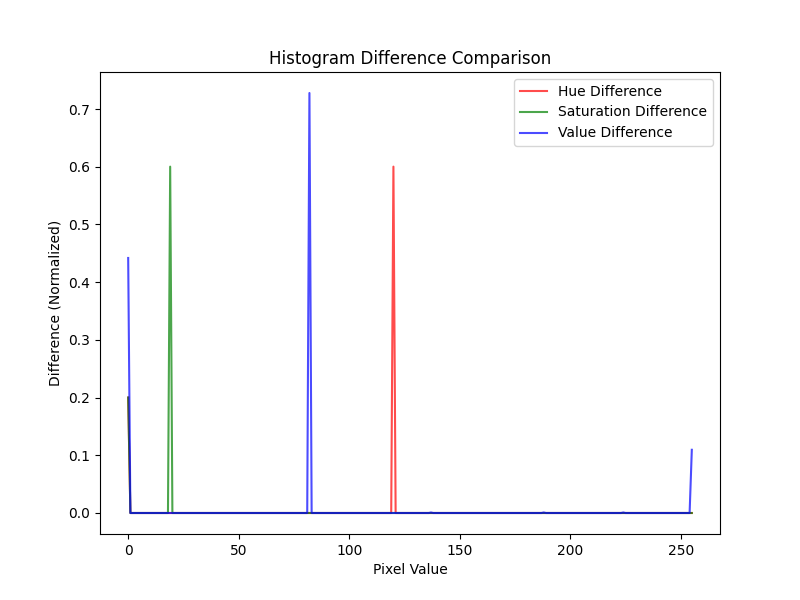 Histogram Difference Comparison
Hue Difference
Saturation Difference
Value Difference
Difference (Normalized)
0.7
0.6
0.5
0.4
0.3
0.2
0.1
0.0
0 50 100 150 200 250
Pixel Value